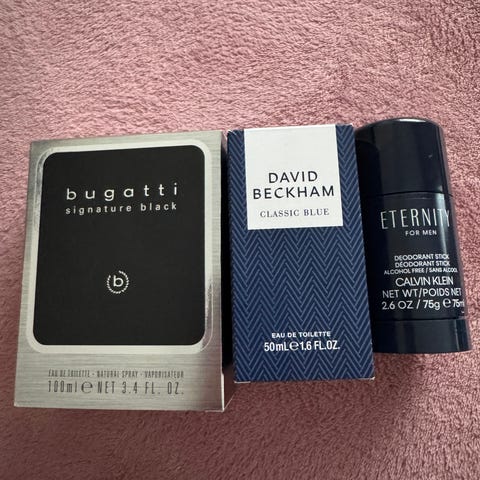 bugatti
signature black
b
EAU DE TOILETTE - NATURAL SPRAY - VAPORISATEUR
100ml e NET 3.4 FL. OZ.
DAVID
BECKHAM
CLASSIC BLUE
EAU DE TOILETTE
50mL e 1.6 FL.OZ.
ETERNITY
FOR MEN
DEODORANT STICK
DÉODORANT STICK
ALCOHOL FREE / SANS ALCOOL
CALVIN KLEIN
NET WT/POIDS NET
2.6 OZ / 75g e 75m